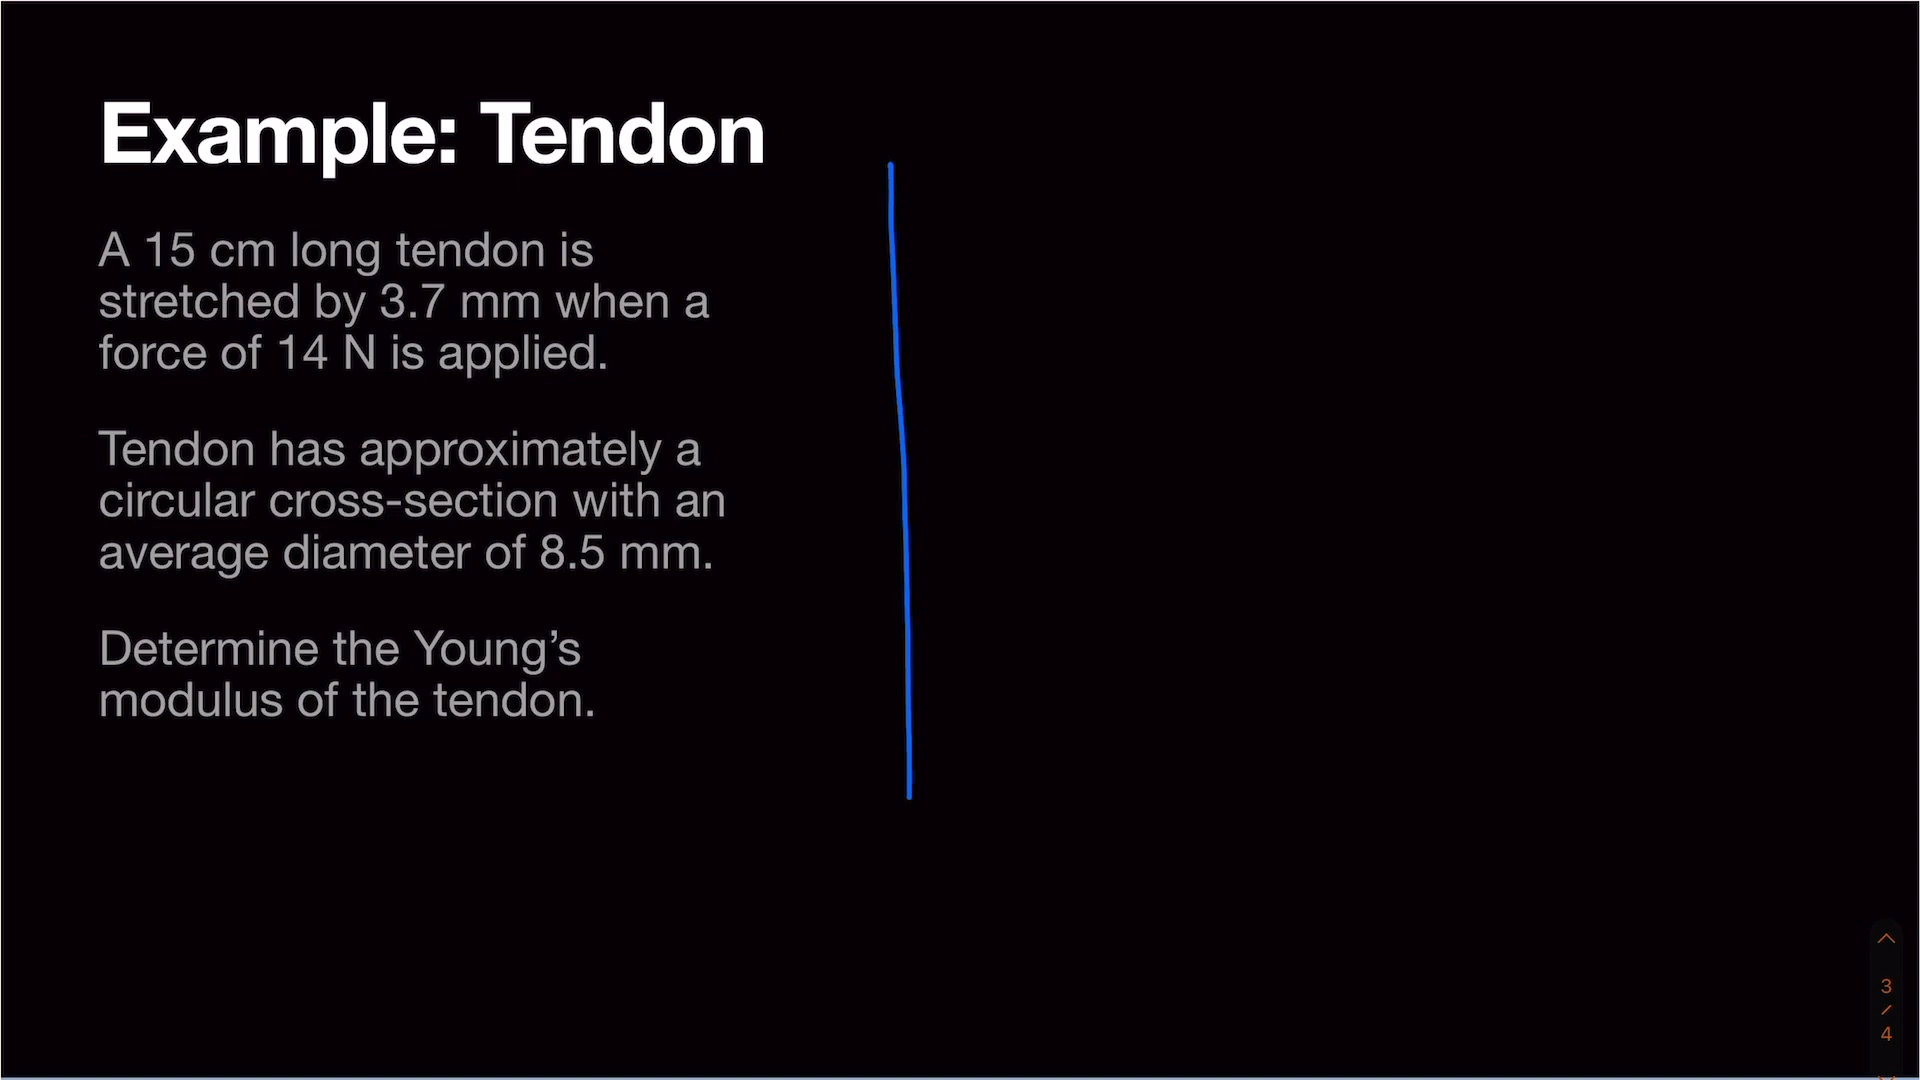 Example: Tendon
A 15 cm long tendon is
stretched by 3.7 mm when a
force of 14 N is applied.
Tendon has approximately a
circular cross-section with an
average diameter of 8.5 mm.
Determine the Young’s
modulus of the tendon.
3
/
4